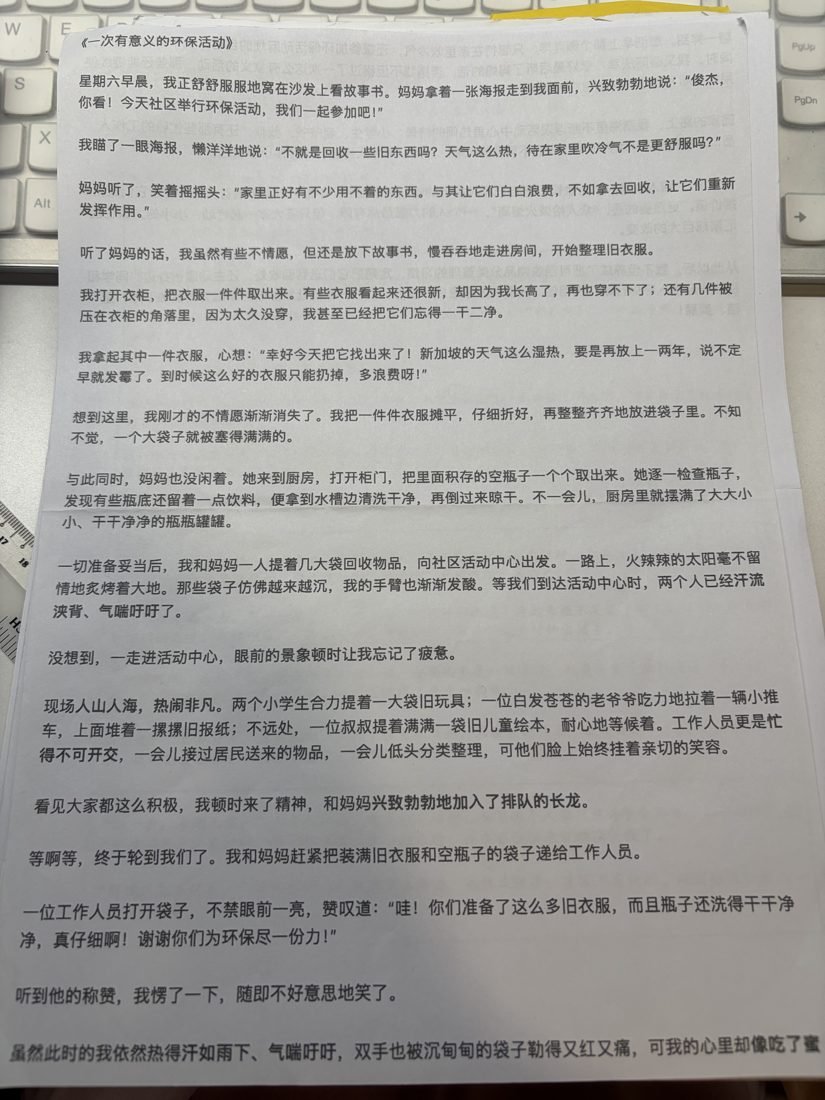 W
E
S
X
Alt
PgUp
PgDn
→
17
18
《一次有意义的环保活动》
星期六早晨，我正舒舒服服地窝在沙发上看故事书。妈妈拿着一张海报走到我面前，兴致勃勃地说：“俊杰，
你看！今天社区举行环保活动，我们一起参加吧！”
我瞄了一眼海报，懒洋洋地说：“不就是回收一些旧东西吗？天气这么热，待在家里吹冷气不是更舒服吗？”
妈妈听了，笑着摇摇头：“家里正好有不少用不着的东西。与其让它们白白浪费，不如拿去回收，让它们重新
发挥作用。”
听了妈妈的话，我虽然有些不情愿，但还是放下故事书，慢吞吞地走进房间，开始整理旧衣服。
我打开衣柜，把衣服一件件取出来。有些衣服看起来还很新，却因为我长高了，再也穿不下了；还有几件被
压在衣柜的角落里，因为太久没穿，我甚至已经把它们忘得一干二净。
我拿起其中一件衣服，心想：“幸好今天把它找出来了！新加坡的天气这么湿热，要是再放上一两年，说不定
早就发霉了。到时候这么好的衣服只能扔掉，多浪费呀！”
想到这里，我刚才的不情愿渐渐消失了。我把一件件衣服摊平，仔细折好，再整整齐齐地放进袋子里。不知
不觉，一个大袋子就被塞得满满的。
与此同时，妈妈也没闲着。她来到厨房，打开柜门，把里面积存的空瓶子一个个取出来。她逐一检查瓶子，
发现有些瓶底还留着一点饮料，便拿到水槽边清洗干净，再倒过来晾干。不一会儿，厨房里就摆满了大大小
小、干干净净的瓶瓶罐罐。
一切准备妥当后，我和妈妈一人提着几大袋回收物品，向社区活动中心出发。一路上，火辣辣的太阳毫不留
情地炙烤着大地。那些袋子仿佛越来越沉，我的手臂也渐渐发酸。等我们到达活动中心时，两个人已经汗流
浃背、气喘吁吁了。
没想到，一走进活动中心，眼前的景象顿时让我忘记了疲惫。
现场人山人海，热闹非凡。两个小学生合力提着一大袋旧玩具；一位白发苍苍的老爷爷吃力地拉着一辆小推
车，上面堆着一摞摞旧报纸；不远处，一位叔叔提着满满一袋旧儿童绘本，耐心地等候着。工作人员更是忙
得不可开交，一会儿接过居民送来的物品，一会儿低头分类整理，可他们脸上始终挂着亲切的笑容。
看见大家都这么积极，我顿时来了精神，和妈妈兴致勃勃地加入了排队的长龙。
等啊等，终于轮到我们了。我和妈妈赶紧把装满旧衣服和空瓶子的袋子递给工作人员。
一位工作人员打开袋子，不禁眼前一亮，赞叹道：“哇！你们准备了这么多旧衣服，而且瓶子还洗得干干净
净，真仔细啊！谢谢你们为环保尽一份力！”
听到他的称赞，我愣了一下，随即不好意思地笑了。
虽然此时的我依然热得汗如雨下、气喘吁吁，双手也被沉甸甸的袋子勒得又红又痛，可我的心里却像吃了蜜